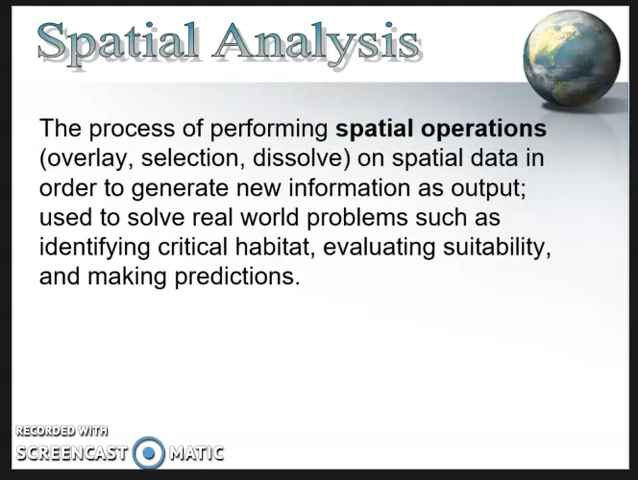 Spatial Analysis
The process of performing spatial operations
(overlay, selection, dissolve) on spatial data in
order to generate new information as output;
used to solve real world problems such as
identifying critical habitat, evaluating suitability,
and making predictions.
RECORDED WITH
SCREENCAST MATIC